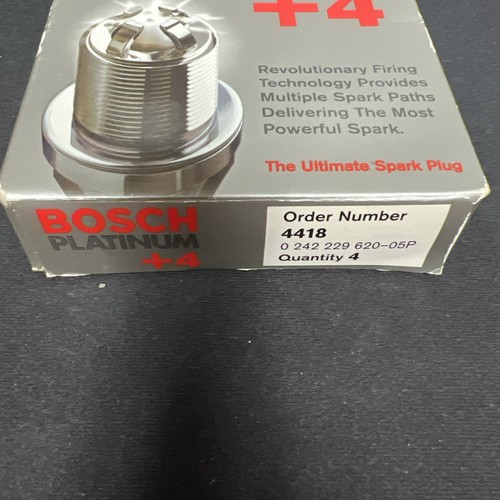 +4
Revolutionary Firing
Technology Provides
Multiple Spark Paths
Delivering The Most
Powerful Spark.
The Ultimate Spark Plug
BOSCH
PLATINUM
+4
Order Number
4418
0 242 229 620-05P
Quantity 4